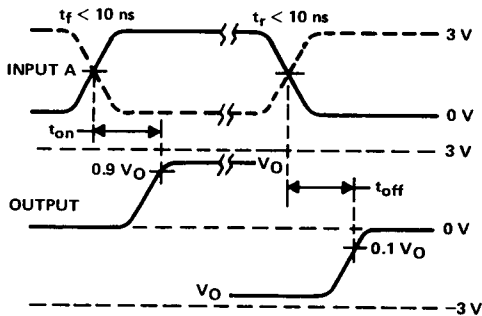 tf < 10 ns
tr < 10 ns
3 V
INPUT A
0 V
ton
3 V
0.9 VO
VO
toff
OUTPUT
0 V
0.1 VO
VO
−3 V